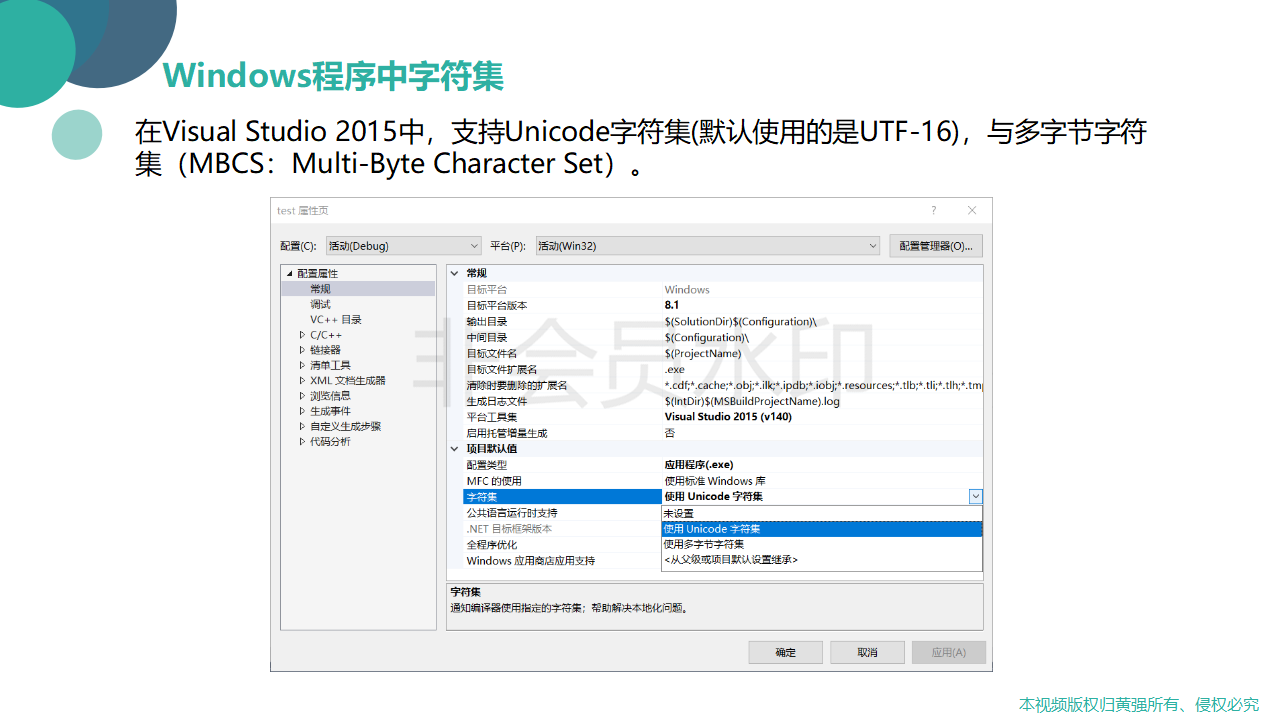 Windows程序中字符集
在Visual Studio 2015中，支持Unicode字符集(默认使用的是UTF-16)，与多字节字符
集（MBCS：Multi-Byte Character Set）。
test 属性页
?
配置(C):
活动(Debug)
平台(P):
活动(Win32)
配置管理器(O)...
配置属性
常规
调试
VC++ 目录
C/C++
链接器
清单工具
XML 文档生成器
浏览信息
生成事件
自定义生成步骤
代码分析
常规
目标平台 Windows
目标平台版本 8.1
输出目录 $(SolutionDir)$(Configuration)\
中间目录 $(Configuration)\
目标文件名 $(ProjectName)
目标文件扩展名 .exe
清除时要删除的扩展名 *.cdf;*.cache;*.obj;*.ilk;*.ipdb;*.iobj;*.resources;*.tlb;*.tli;*.tlh;*.tmp
生成日志文件 $(IntDir)$(MSBuildProjectName).log
平台工具集 Visual Studio 2015 (v140)
启用托管增量生成 否
项目默认值
配置类型 应用程序(.exe)
MFC 的使用 使用标准 Windows 库
字符集 使用 Unicode 字符集
公共语言运行时支持 未设置
.NET 目标框架版本 使用 Unicode 字符集
全程序优化 使用多字节字符集
Windows 应用商店应用支持 <从父级或项目默认设置继承>
字符集
通知编译器使用指定的字符集；帮助解决本地化问题。
确定
取消
应用(A)
非会员水印
本视频版权归黄强所有、侵权必究